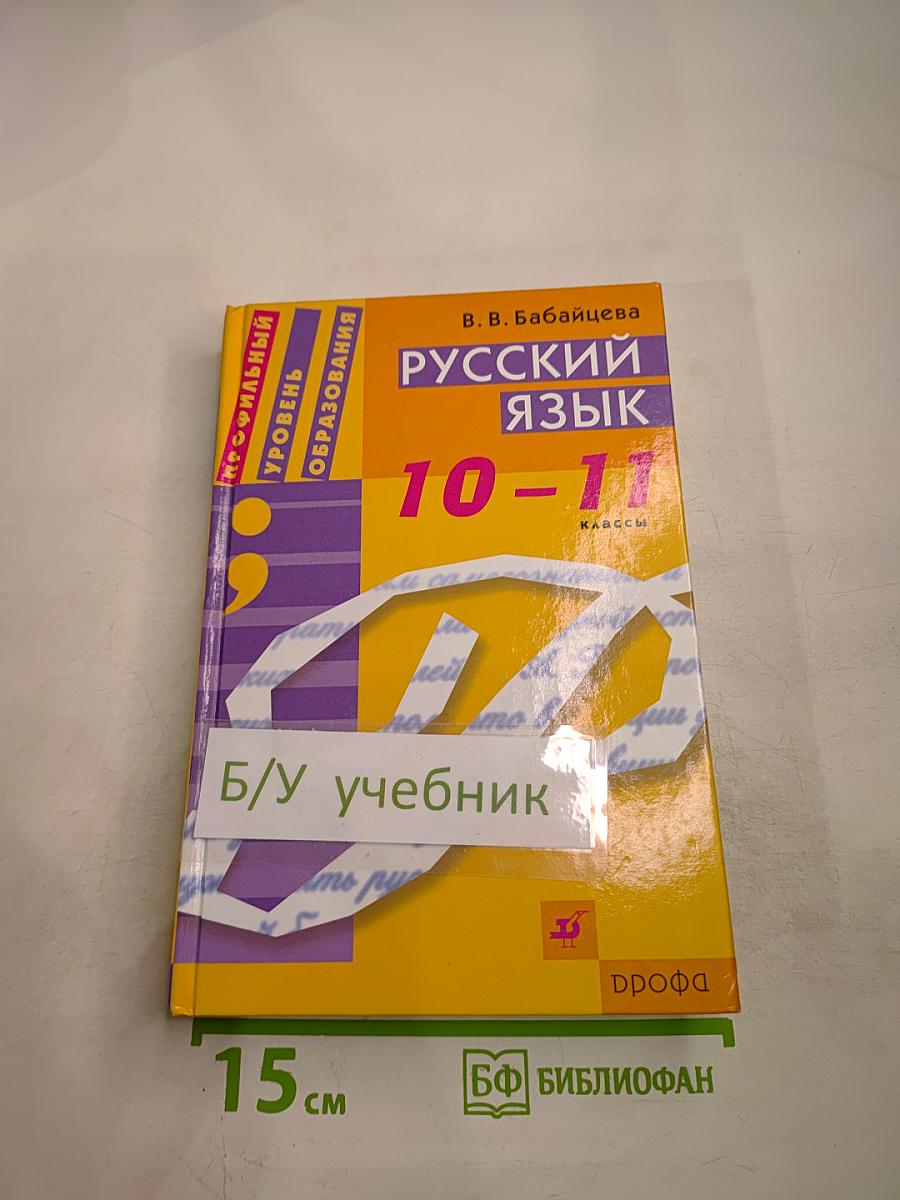 ПРОФИЛЬНЫЙ
УРОВЕНЬ
ОБРАЗОВАНИЯ
В. В. Бабайцева
РУССКИЙ
ЯЗЫК
10–11
классы
;
Б/У учебник
дрофа
15 см
БФ БИБЛИОФАН